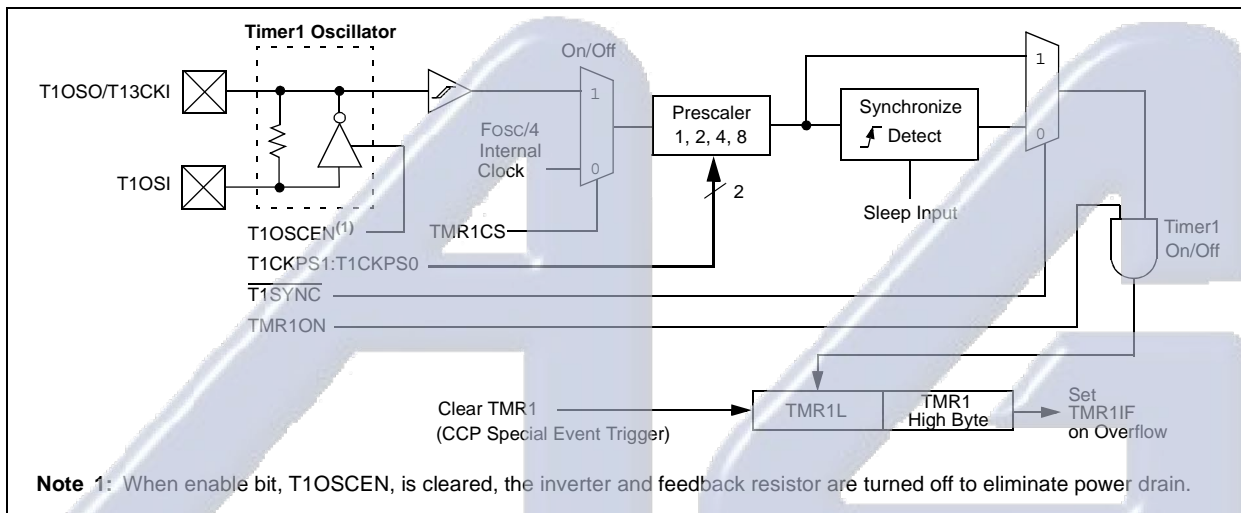 Timer1 Oscillator
On/Off
T1OSO/T13CKI
1
1
Prescaler
1, 2, 4, 8
Synchronize
Detect
FOSC/4
Internal
Clock
0
0
T1OSI
2
Sleep Input
T1OSCEN(1)
TMR1CS
Timer1
On/Off
T1CKPS1:T1CKPS0
T1SYNC
TMR1ON
Clear TMR1
(CCP Special Event Trigger)
TMR1L
TMR1
High Byte
Set
TMR1IF
on Overflow
Note 1: When enable bit, T1OSCEN, is cleared, the inverter and feedback resistor are turned off to eliminate power drain.